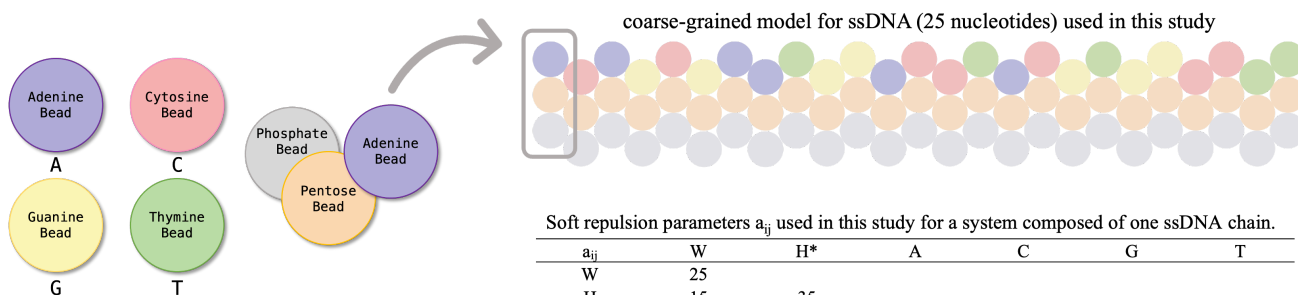 coarse-grained model for ssDNA (25 nucleotides) used in this study
Adenine
Bead
A
Cytosine
Bead
C
Guanine
Bead
G
Thymine
Bead
T
Phosphate
Bead
Pentose
Bead
Adenine
Bead
Soft repulsion parameters aij used in this study for a system composed of one ssDNA chain.
aij W H* A C G T
W 25